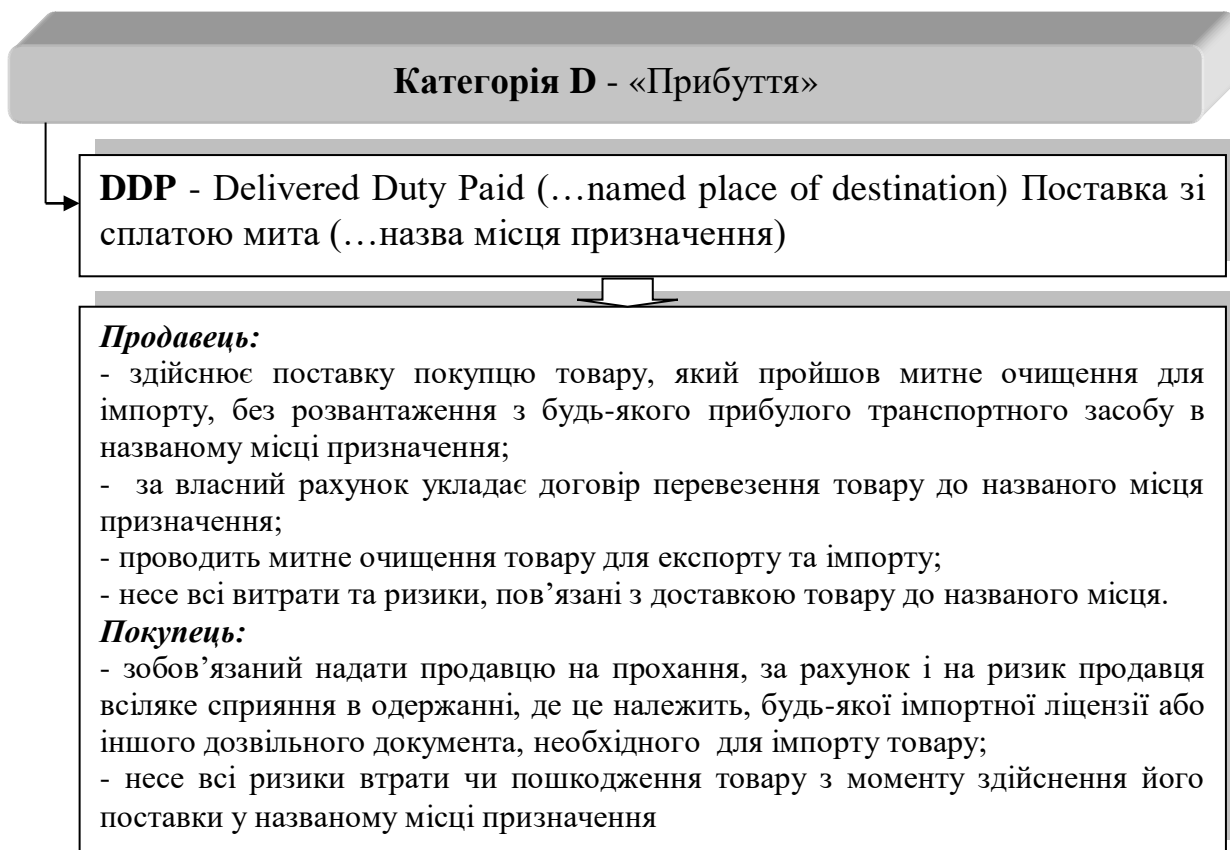 Категорія D - «Прибуття»
DDP - Delivered Duty Paid (…named place of destination) Поставка зі
сплатою мита (…назва місця призначення)
Продавець:
- здійснює поставку покупцю товару, який пройшов митне очищення для
імпорту, без розвантаження з будь-якого прибулого транспортного засобу в
названому місці призначення;
- за власний рахунок укладає договір перевезення товару до названого місця
призначення;
- проводить митне очищення товару для експорту та імпорту;
- несе всі витрати та ризики, пов’язані з доставкою товару до названого місця.
Покупець:
- зобов’язаний надати продавцю на прохання, за рахунок і на ризик продавця
всіляке сприяння в одержанні, де це належить, будь-якої імпортної ліцензії або
іншого дозвільного документа, необхідного для імпорту товару;
- несе всі ризики втрати чи пошкодження товару з моменту здійснення його
поставки у названому місці призначення